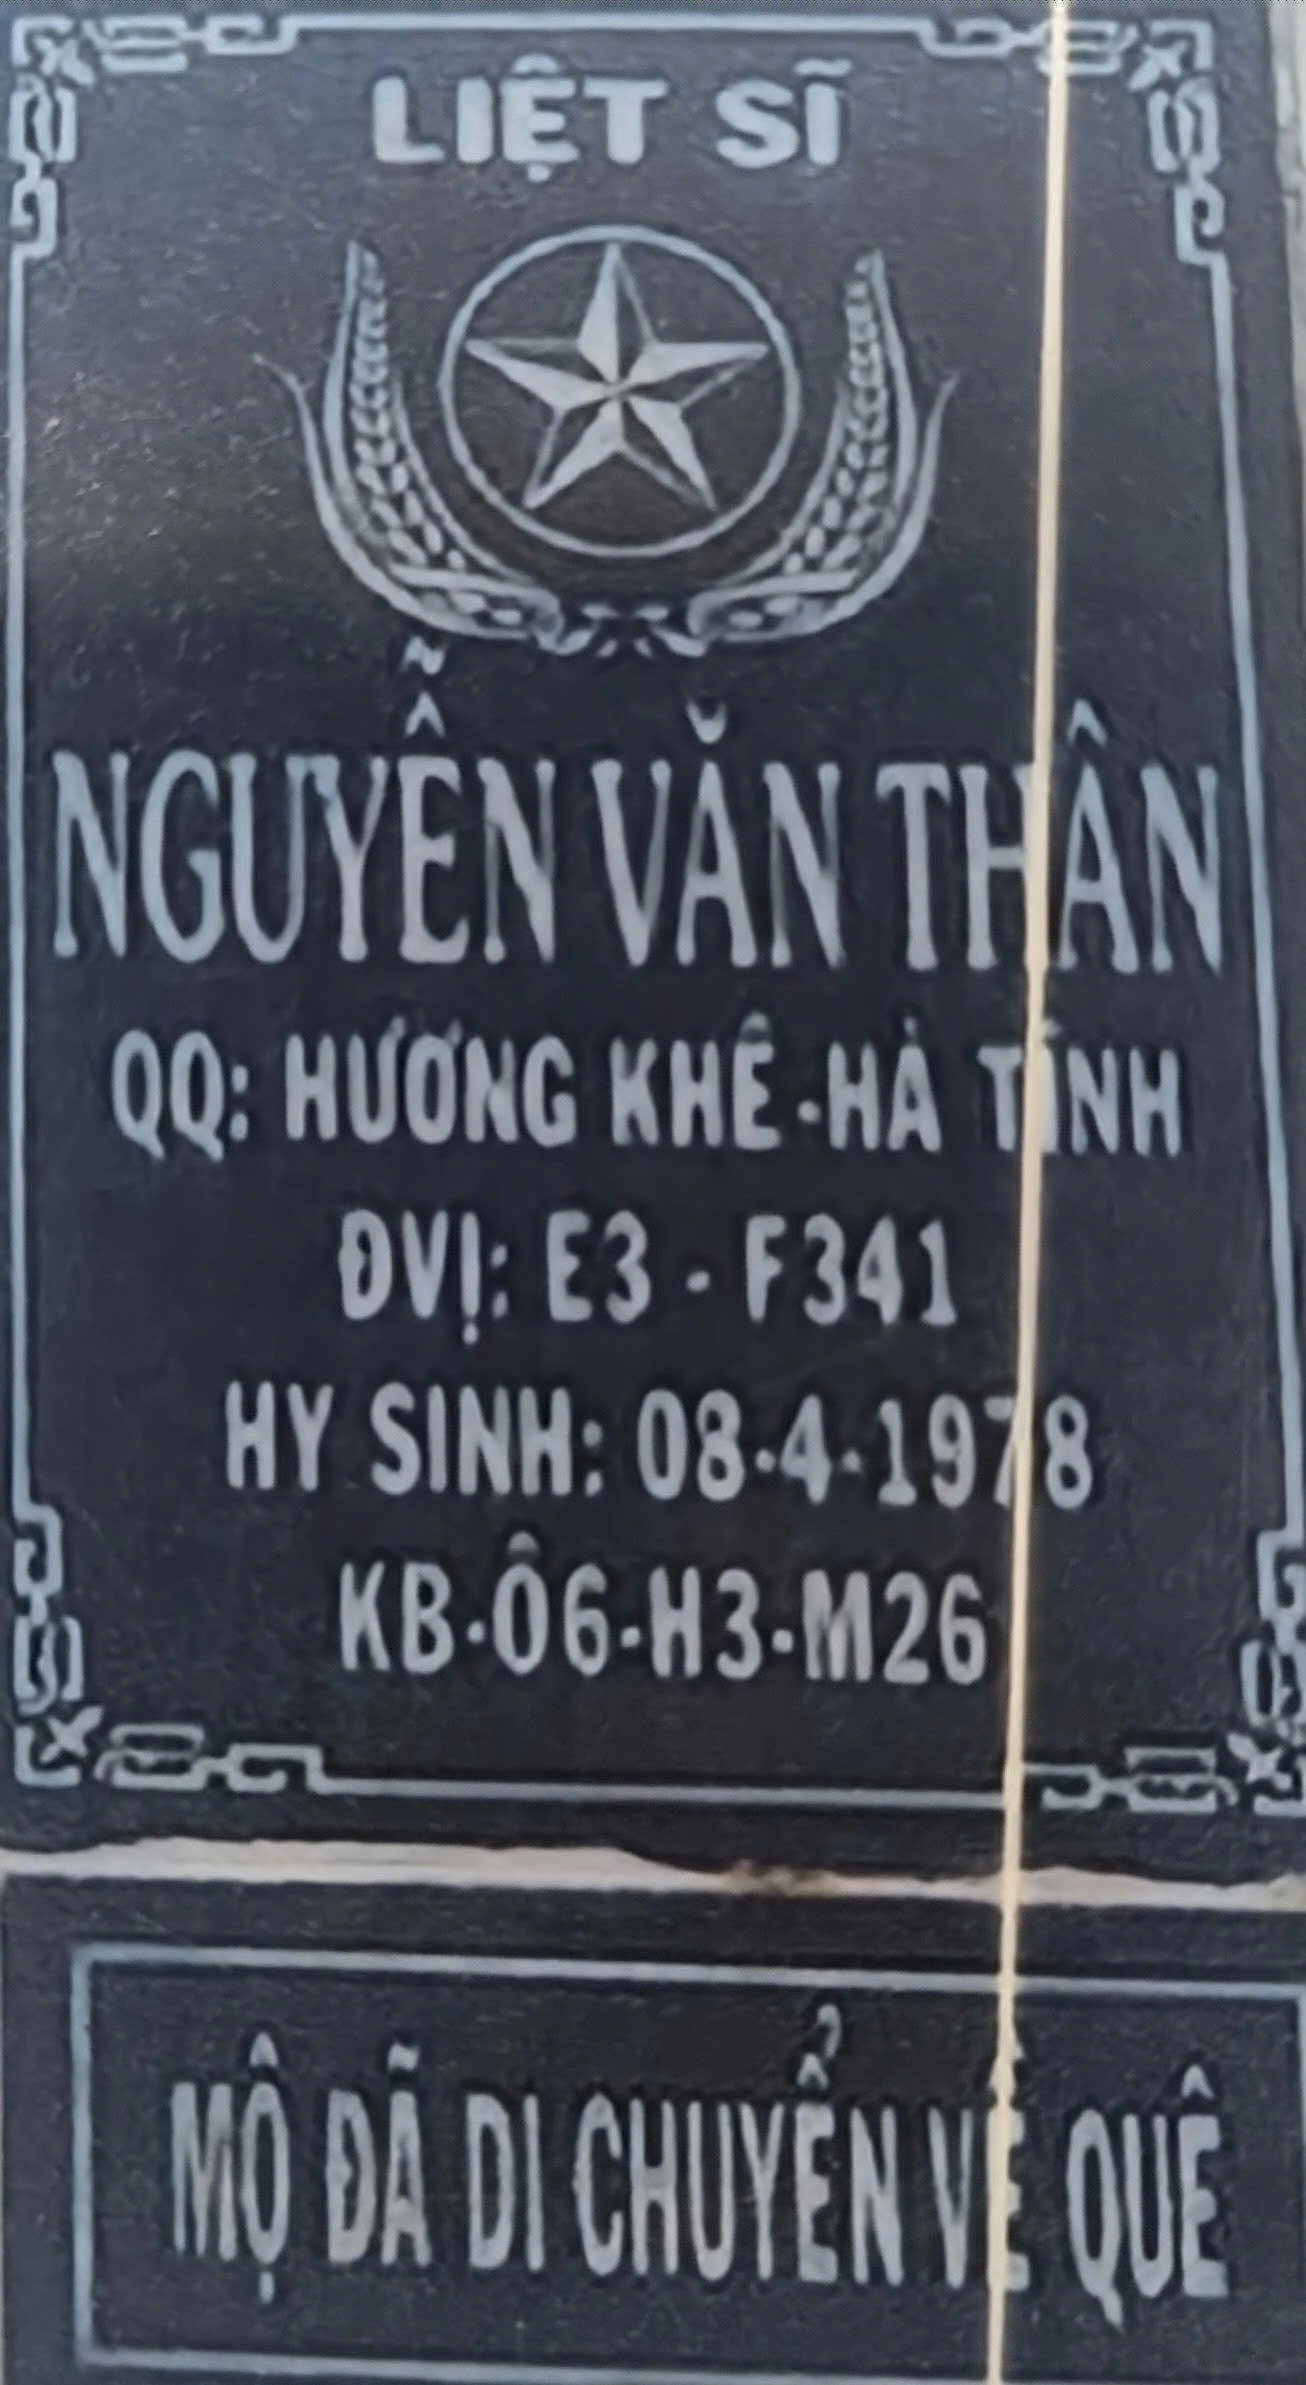 LIỆT SĨ
NGUYỄN VĂN THÂN
QQ: HƯƠNG KHÊ - HÀ TĨNH
ĐVỊ: E3 - F341
HY SINH: 08-4-1978
KB-Ô6-H3-M26
MỘ ĐÃ DI CHUYỂN VỀ QUÊ